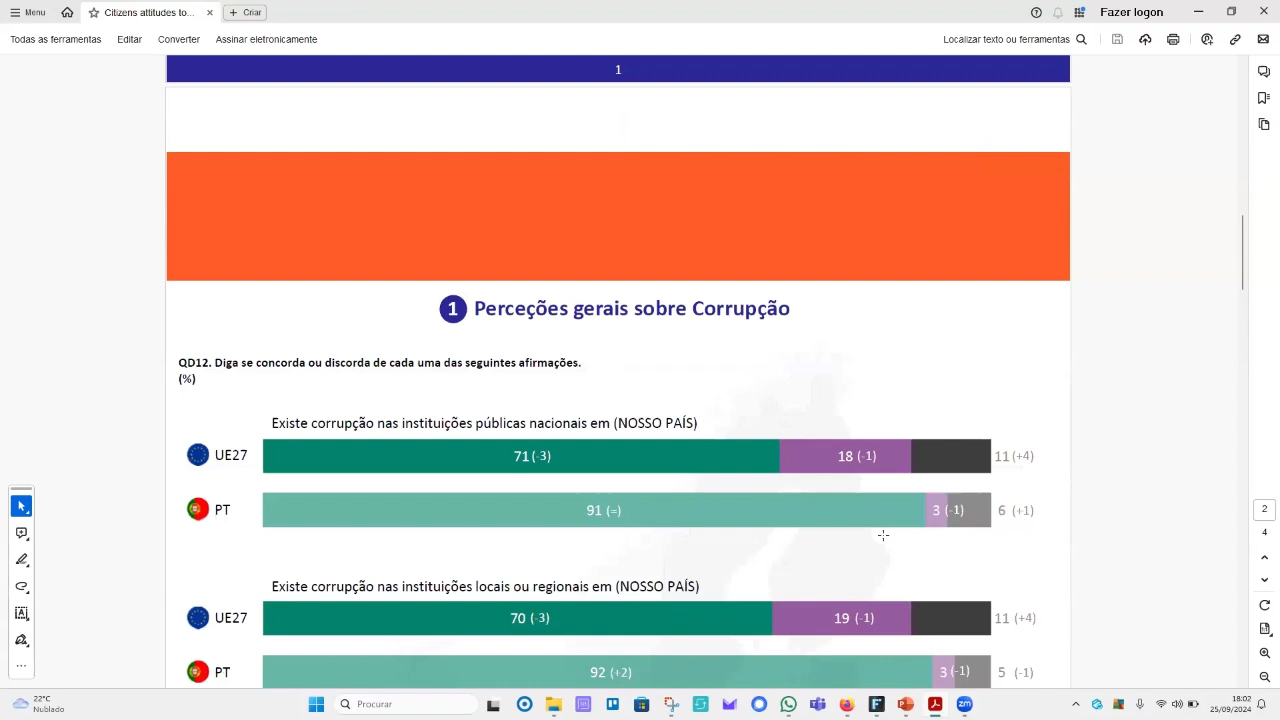 Menu
Citizens attitudes to...
Criar
Fazer logon
Todas as ferramentas
Editar
Converter
Assinar eletronicamente
Localizar texto ou ferramentas
1
1 Perceções gerais sobre Corrupção
QD12. Diga se concorda ou discorda de cada uma das seguintes afirmações.
(%)
Existe corrupção nas instituições públicas nacionais em (NOSSO PAÍS)
UE27 71 (-3) 18 (-1) 11 (+4)
PT 91 (=) 3 (-1) 6 (+1)
Existe corrupção nas instituições locais ou regionais em (NOSSO PAÍS)
UE27 70 (-3) 19 (-1) 11 (+4)
PT 92 (+2) 3 (-1) 5 (-1)
2
4
22°C
Nublado
Procurar
18:02
25/09/2024